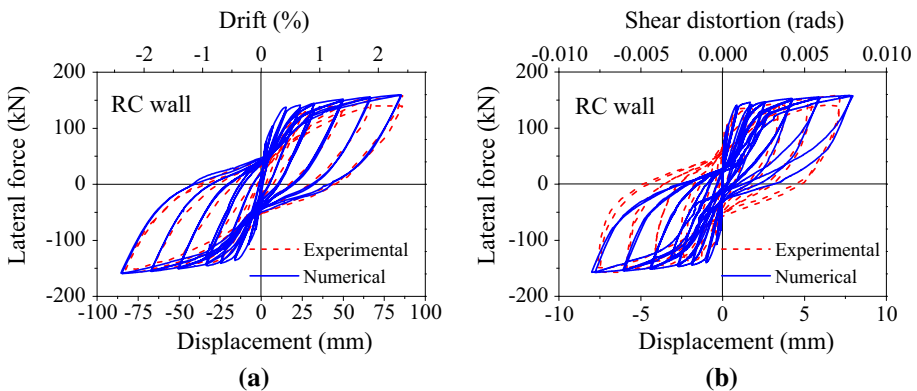 Drift (%)
-2 -1 0 1 2
200
100
0
-100
-200
Lateral force (kN)
RC wall
Experimental
Numerical
-100 -75 -50 -25 0 25 50 75 100
Displacement (mm)
(a)
Shear distortion (rads)
-0.010 -0.005 0.000 0.005 0.010
200
100
0
-100
-200
Lateral force (kN)
RC wall
Experimental
Numerical
-10 -5 0 5 10
Displacement (mm)
(b)